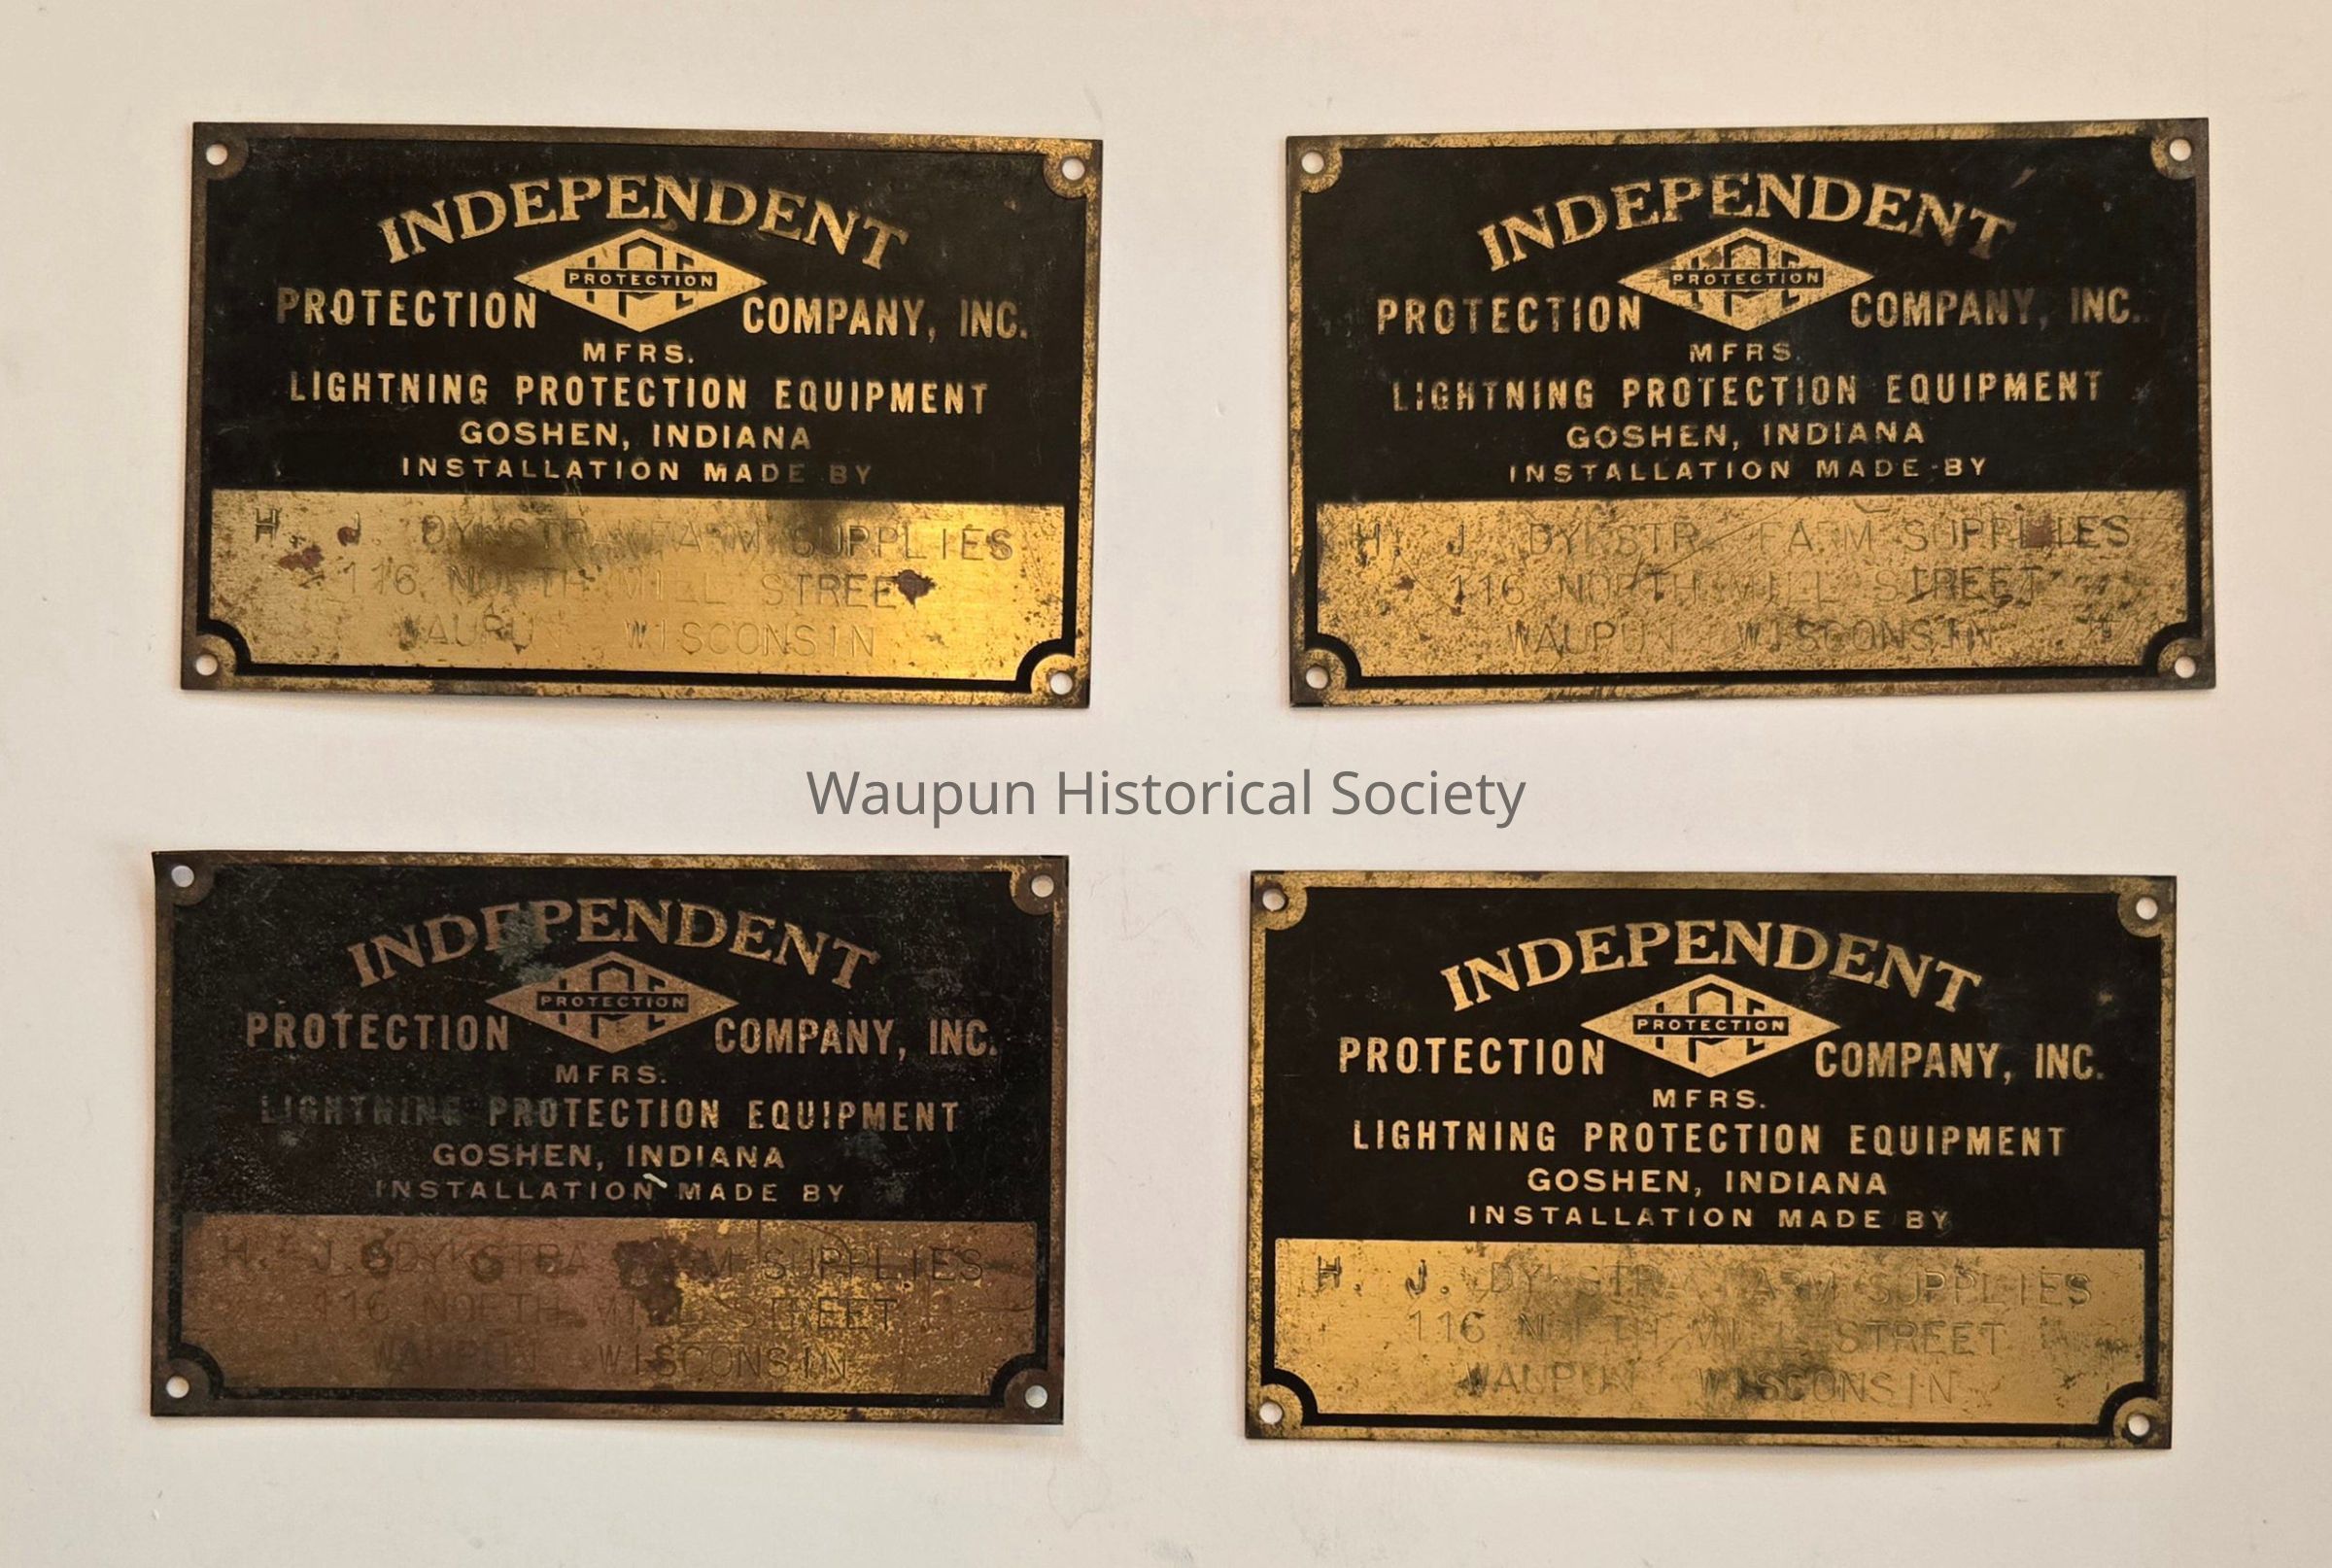 INDEPENDENT
PROTECTION
PROTECTION COMPANY, INC.
MFRS.
LIGHTNING PROTECTION EQUIPMENT
GOSHEN, INDIANA
INSTALLATION MADE BY
H. J. DYKSTRA FARM SUPPLIES
116 NORTH MILL STREET
WAUPUN WISCONSIN
INDEPENDENT
PROTECTION
PROTECTION COMPANY, INC.
MFRS.
LIGHTNING PROTECTION EQUIPMENT
GOSHEN, INDIANA
INSTALLATION MADE BY
H. J. DYKSTRA FARM SUPPLIES
116 NORTH MILL STREET
WAUPUN WISCONSIN
Waupun Historical Society
INDEPENDENT
PROTECTION
PROTECTION COMPANY, INC.
MFRS.
LIGHTNING PROTECTION EQUIPMENT
GOSHEN, INDIANA
INSTALLATION MADE BY
H. J. DYKSTRA FARM SUPPLIES
116 NORTH MILL STREET
WAUPUN WISCONSIN
INDEPENDENT
PROTECTION
PROTECTION COMPANY, INC.
MFRS.
LIGHTNING PROTECTION EQUIPMENT
GOSHEN, INDIANA
INSTALLATION MADE BY
H. J. DYKSTRA FARM SUPPLIES
116 NORTH MILL STREET
WAUPUN WISCONSIN